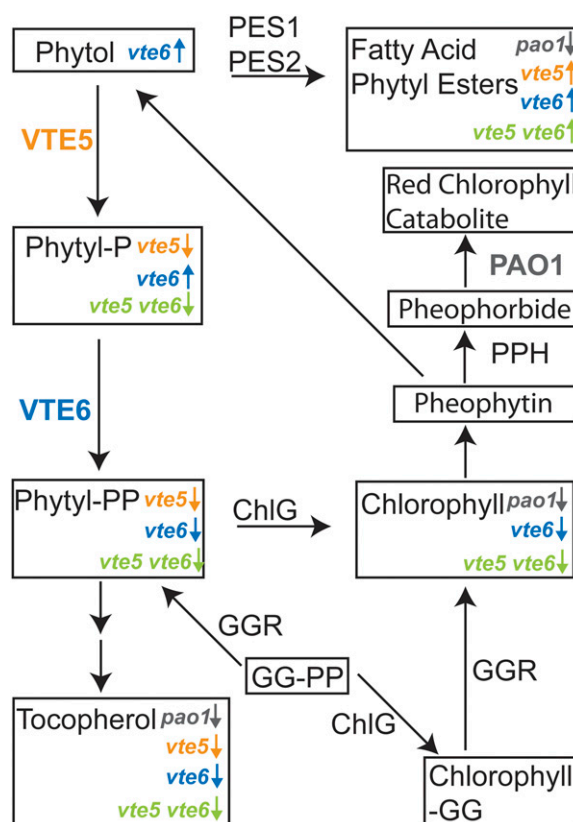 Phytol vte6
PES1
PES2
Fatty Acid pao1
Phytyl Esters vte5
vte6
vte5 vte6
VTE5
Red Chlorophyll
Catabolite
Phytyl-P vte5
vte6
vte5 vte6
PAO1
Pheophorbide
PPH
VTE6
Pheophytin
Phytyl-PP vte5
vte6
vte5 vte6
ChlG
Chlorophyll pao1
vte6
vte5 vte6
GGR
GG-PP
GGR
ChlG
Tocopherol pao1
vte5
vte6
vte5 vte6
Chlorophyll
-GG